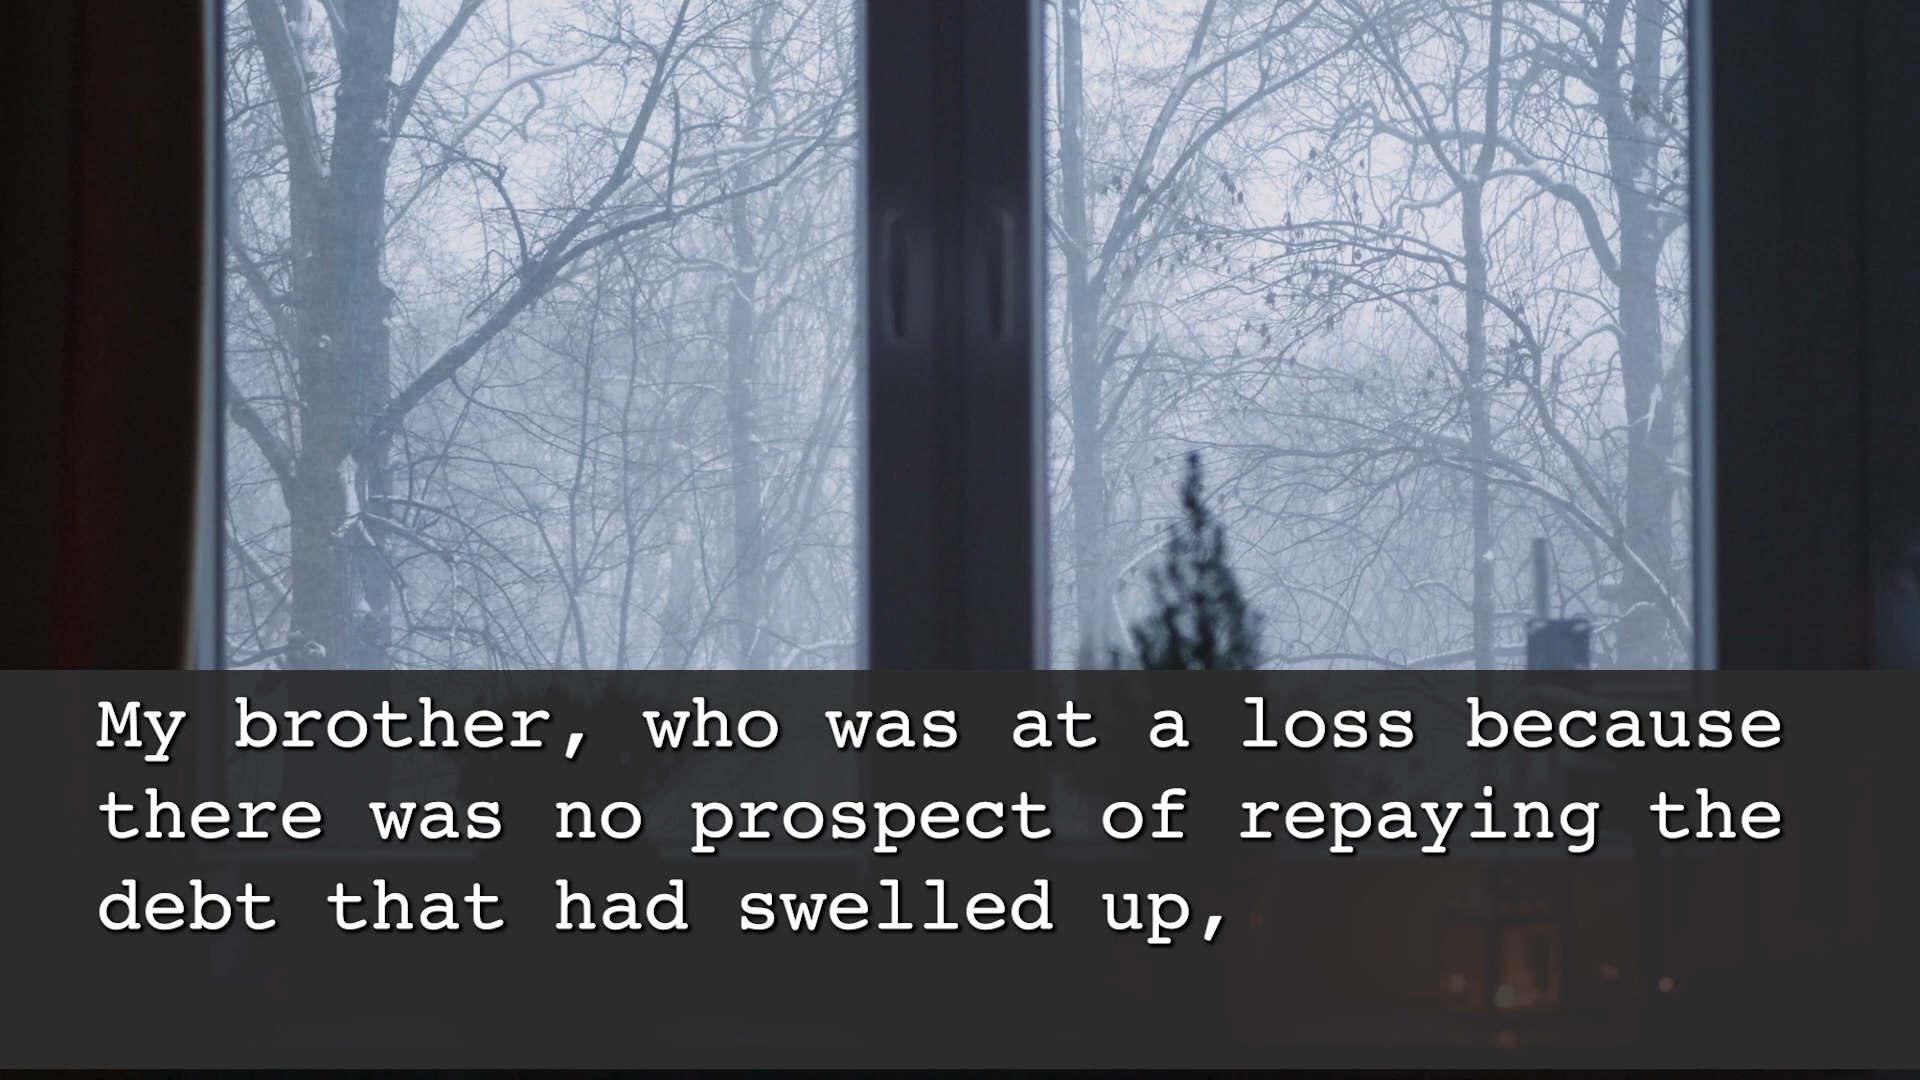 My brother, who was at a loss because
there was no prospect of repaying the
debt that had swelled up,